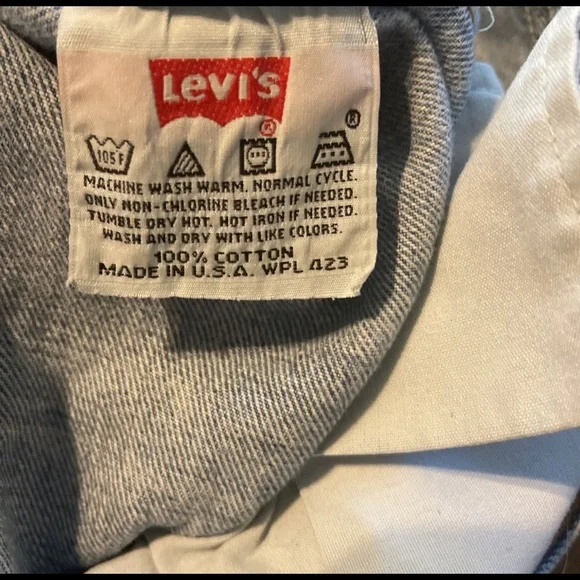 Levi's
®
®
105F
MACHINE WASH WARM. NORMAL CYCLE.
ONLY NON-CHLORINE BLEACH IF NEEDED.
TUMBLE DRY HOT. HOT IRON IF NEEDED.
WASH AND DRY WITH LIKE COLORS.
100% COTTON
MADE IN U.S.A. WPL 423